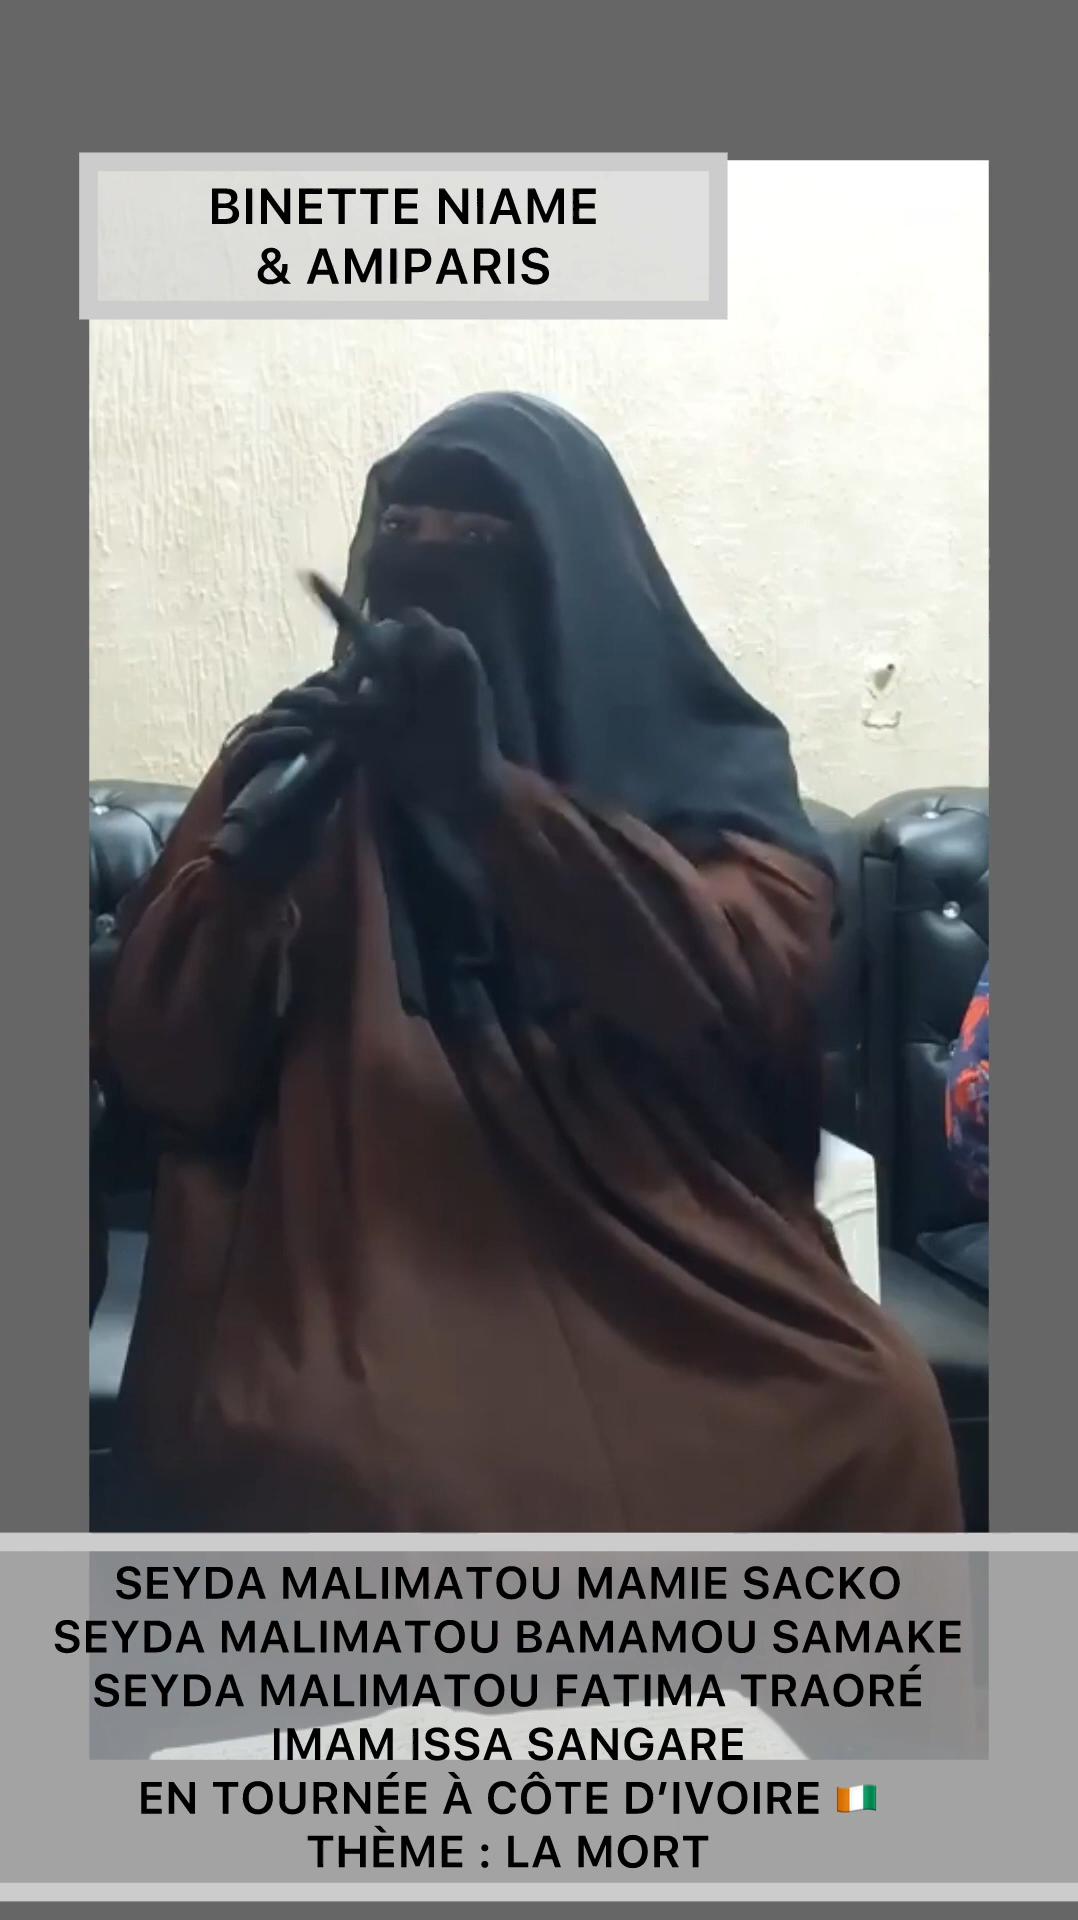 BINETTE NIAME
& AMIPARIS
SEYDA MALIMATOU MAMIE SACKO
SEYDA MALIMATOU BAMAMOU SAMAKE
SEYDA MALIMATOU FATIMA TRAORÉ
IMAM ISSA SANGARE
EN TOURNÉE À CÔTE D’IVOIRE 🇨🇮
THÈME : LA MORT